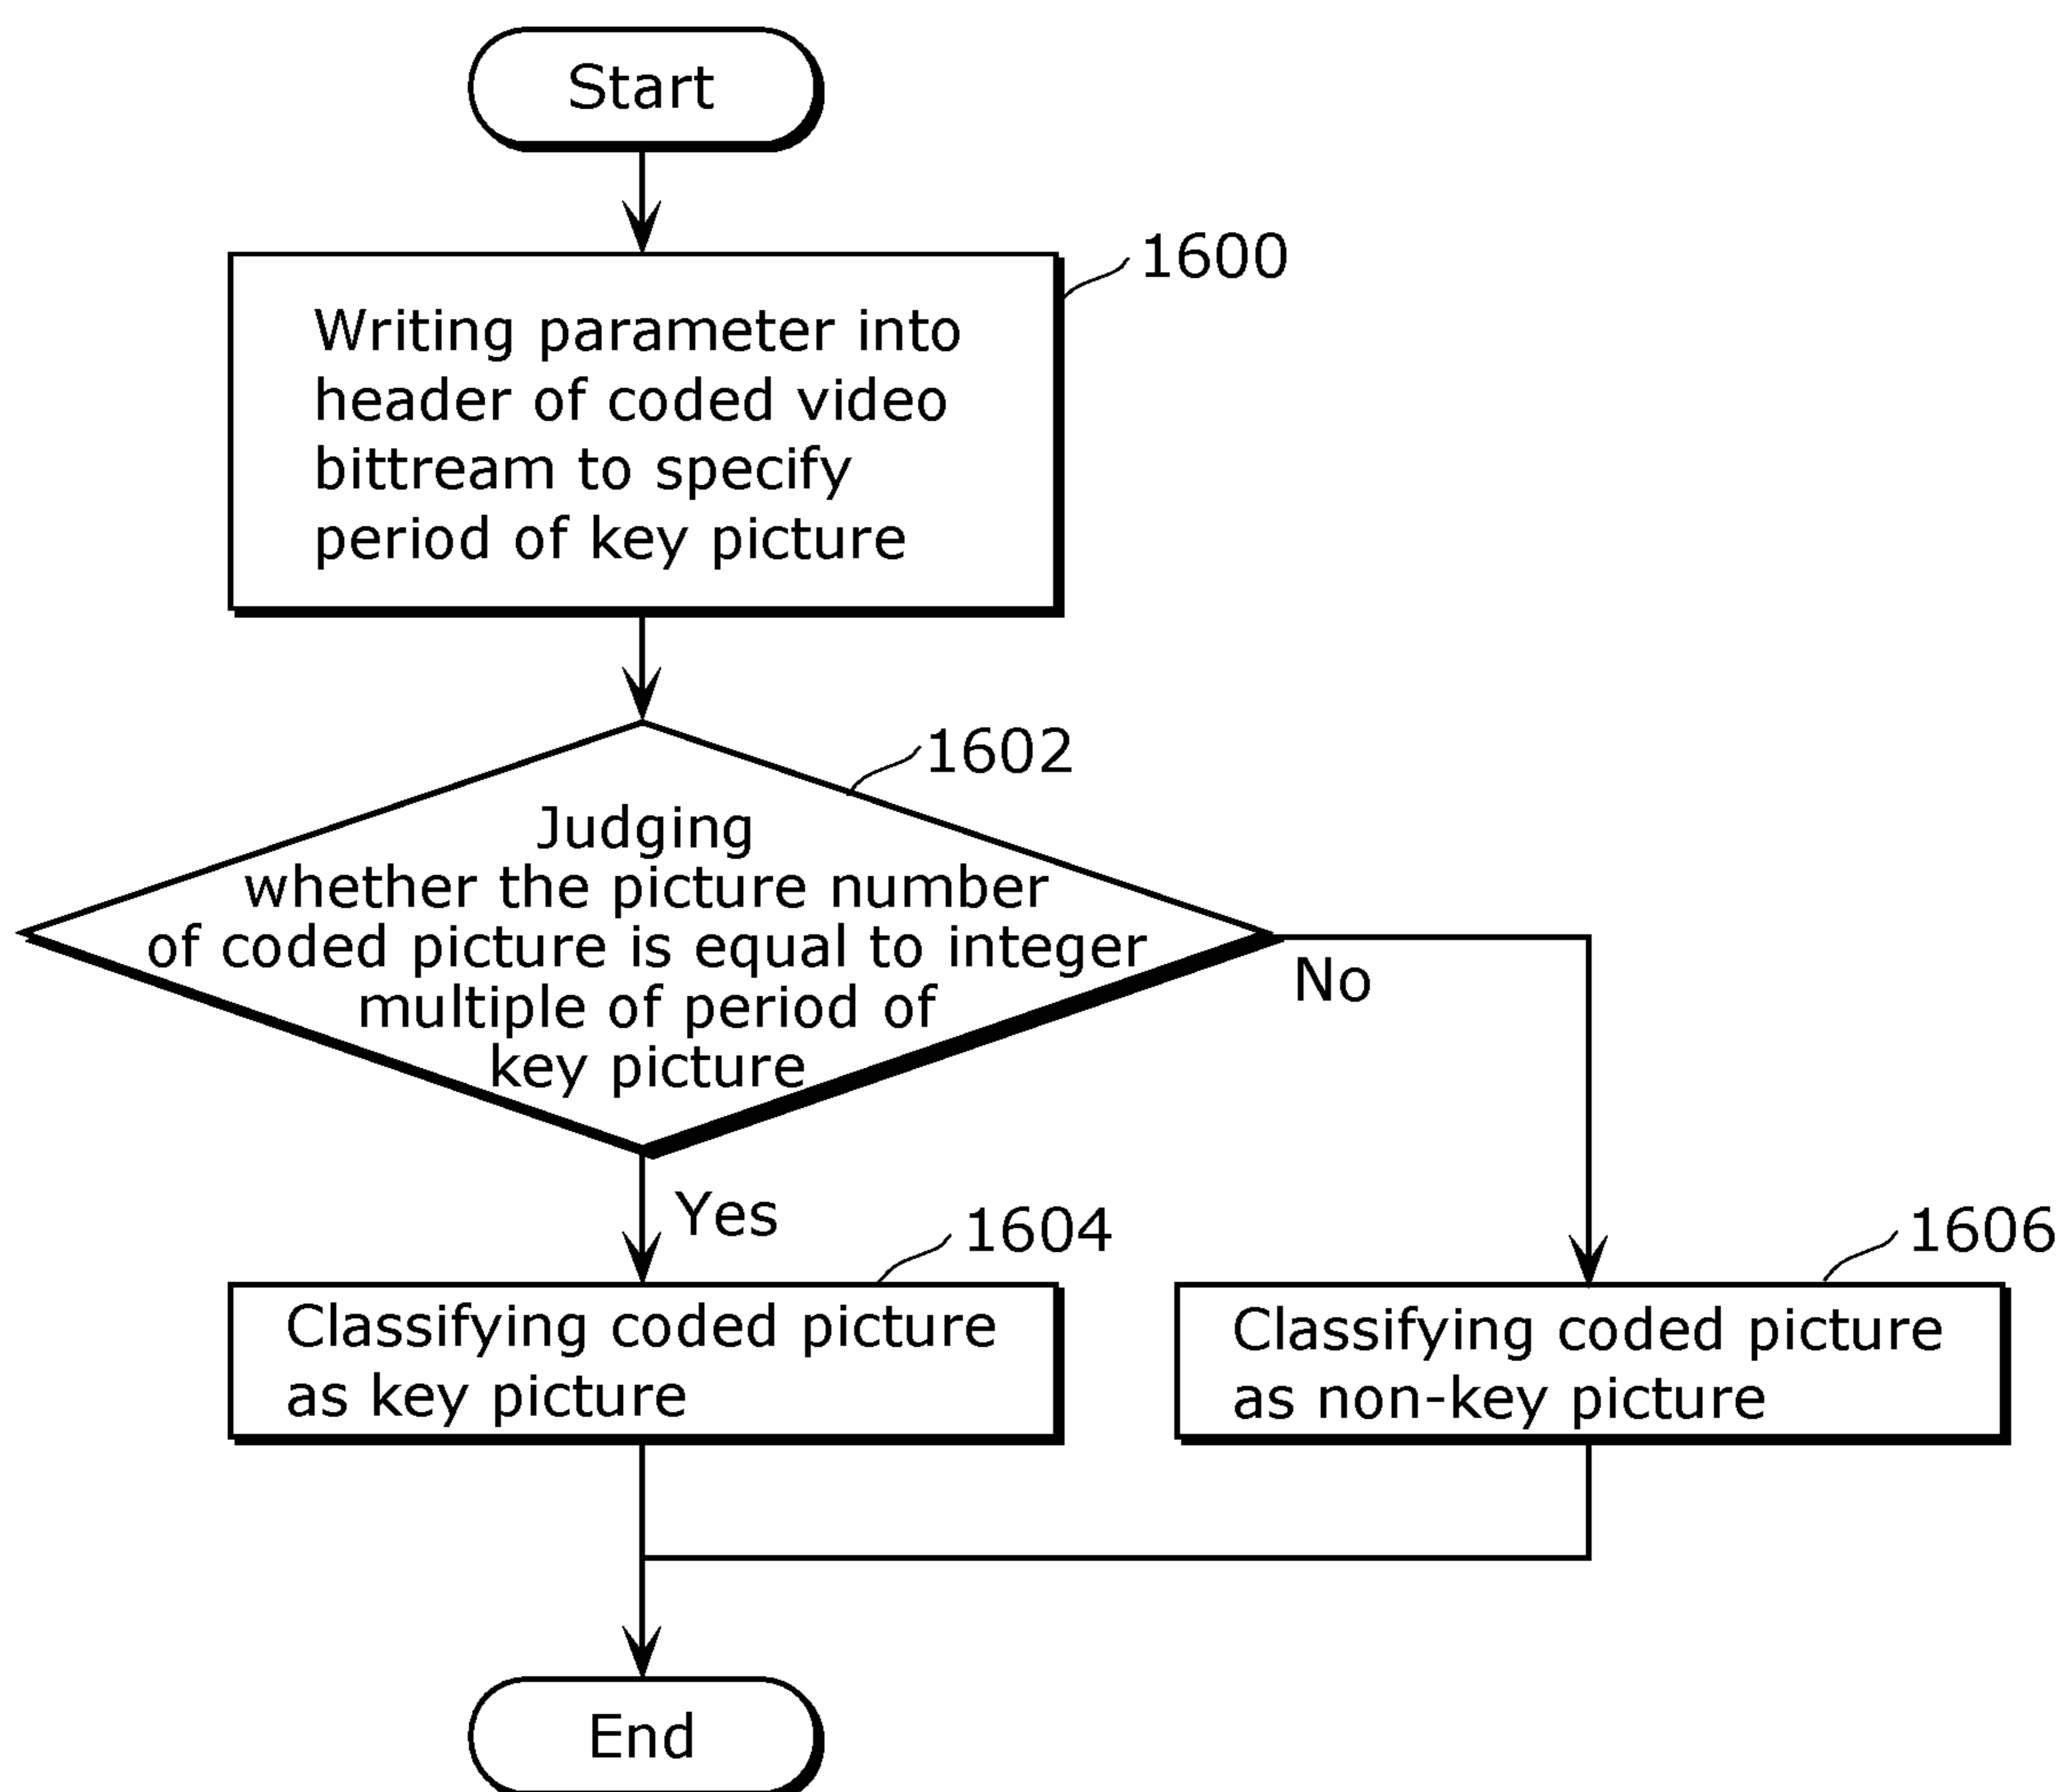 Start
1600
Writing parameter into
header of coded video
bittream to specify
period of key picture
1602
Judging
whether the picture number
of coded picture is equal to integer
multiple of period of
key picture
No
Yes
1604
1606
Classifying coded picture
as key picture
Classifying coded picture
as non-key picture
End